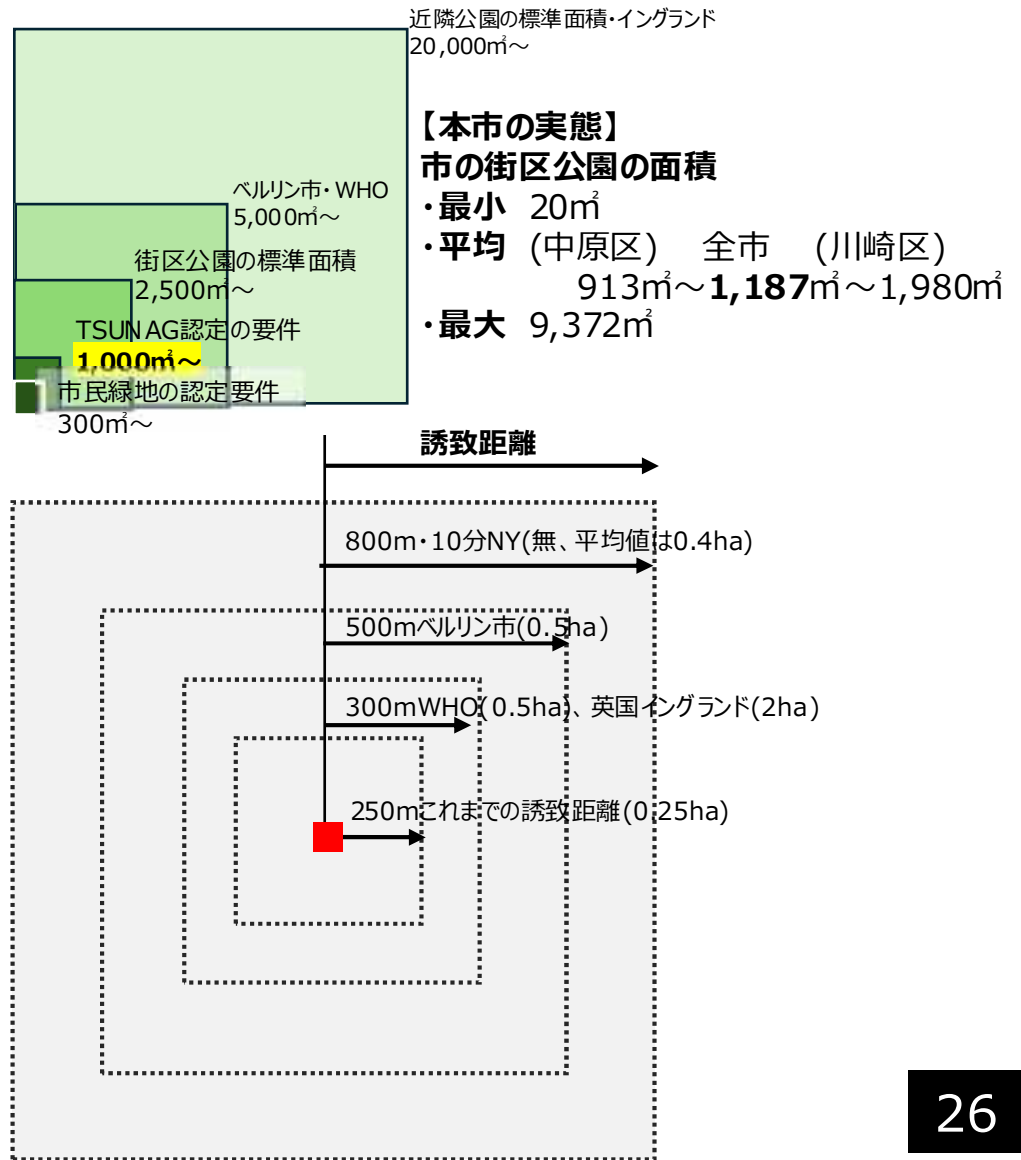 近隣公園の標準面積・イングランド
20,000㎡～
【本市の実態】
市の街区公園の面積
・最小 20㎡
・平均 (中原区) 全市 (川崎区)
913㎡～1,187㎡～1,980㎡
・最大 9,372㎡
ベルリン市・WHO
5,000㎡～
街区公園の標準面積
2,500㎡～
TSUNAG認定の要件
1,000㎡～
市民緑地の認定要件
300㎡～
誘致距離
800m・10分NY(無、平均値は0.4ha)
500mベルリン市(0.5ha)
300mWHO(0.5ha)、英国イングランド(2ha)
250mこれまでの誘致距離(0.25ha)
26